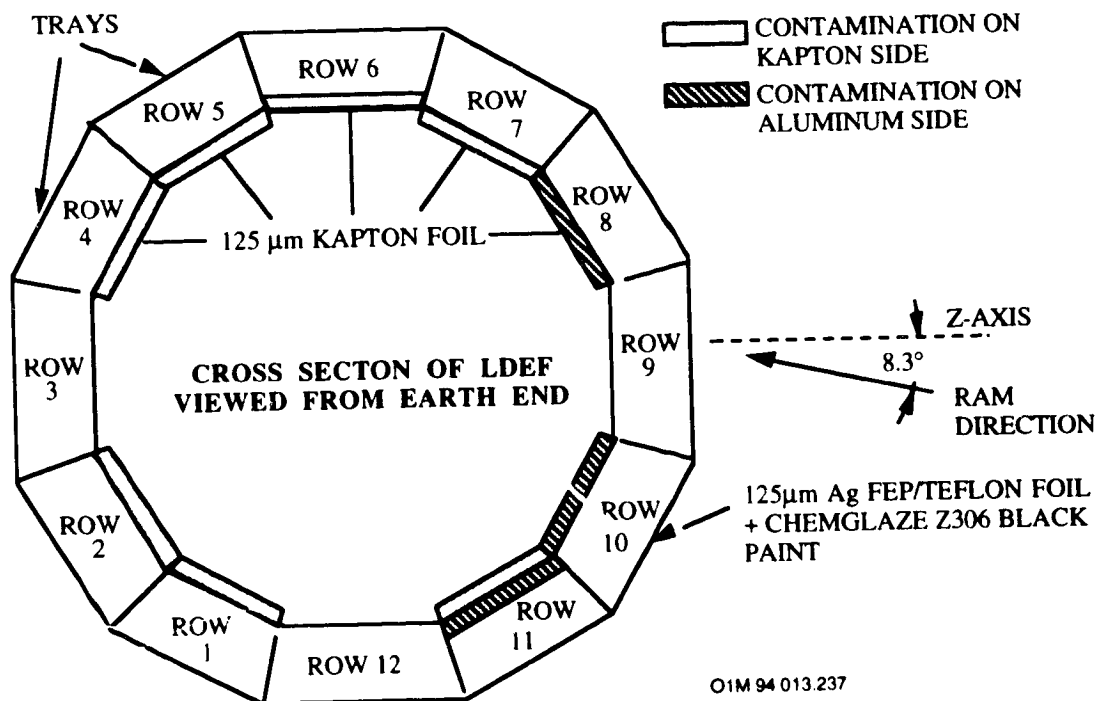 TRAYS
ROW 6
ROW 5
ROW
7
ROW
4
ROW
8
125 µm KAPTON FOIL
ROW
3
ROW
9
CROSS SECTON OF LDEF
VIEWED FROM EARTH END
ROW
2
ROW
10
ROW
1
ROW 12
ROW
11
CONTAMINATION ON
KAPTON SIDE
CONTAMINATION ON
ALUMINUM SIDE
Z-AXIS
8.3°
RAM
DIRECTION
125µm Ag FEP/TEFLON FOIL
+ CHEMGLAZE Z306 BLACK
PAINT
O1M 94 013.237